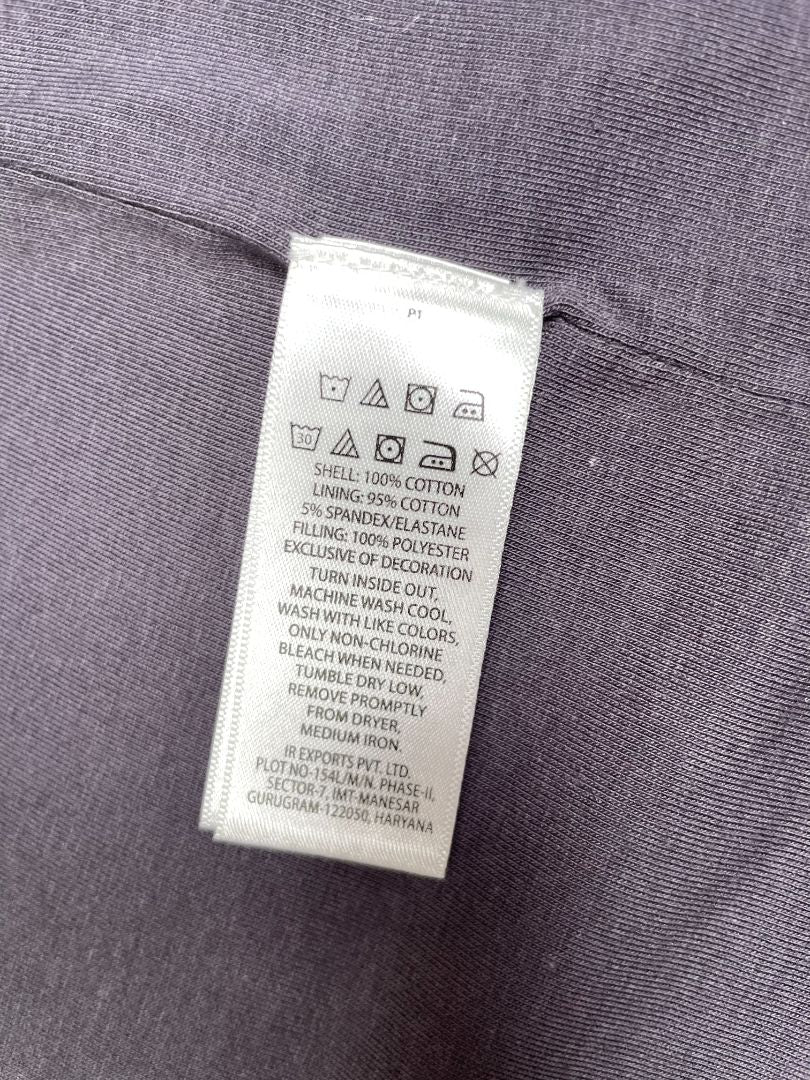 P1
30
SHELL: 100% COTTON
LINING: 95% COTTON
5% SPANDEX/ELASTANE
FILLING: 100% POLYESTER
EXCLUSIVE OF DECORATION
TURN INSIDE OUT,
MACHINE WASH COOL,
WASH WITH LIKE COLORS,
ONLY NON-CHLORINE
BLEACH WHEN NEEDED,
TUMBLE DRY LOW,
REMOVE PROMPTLY
FROM DRYER,
MEDIUM IRON.
IR EXPORTS PVT. LTD.
PLOT NO-154L/M/N. PHASE-II,
SECTOR-7, IMT-MANESAR
GURUGRAM-122050, HARYANA